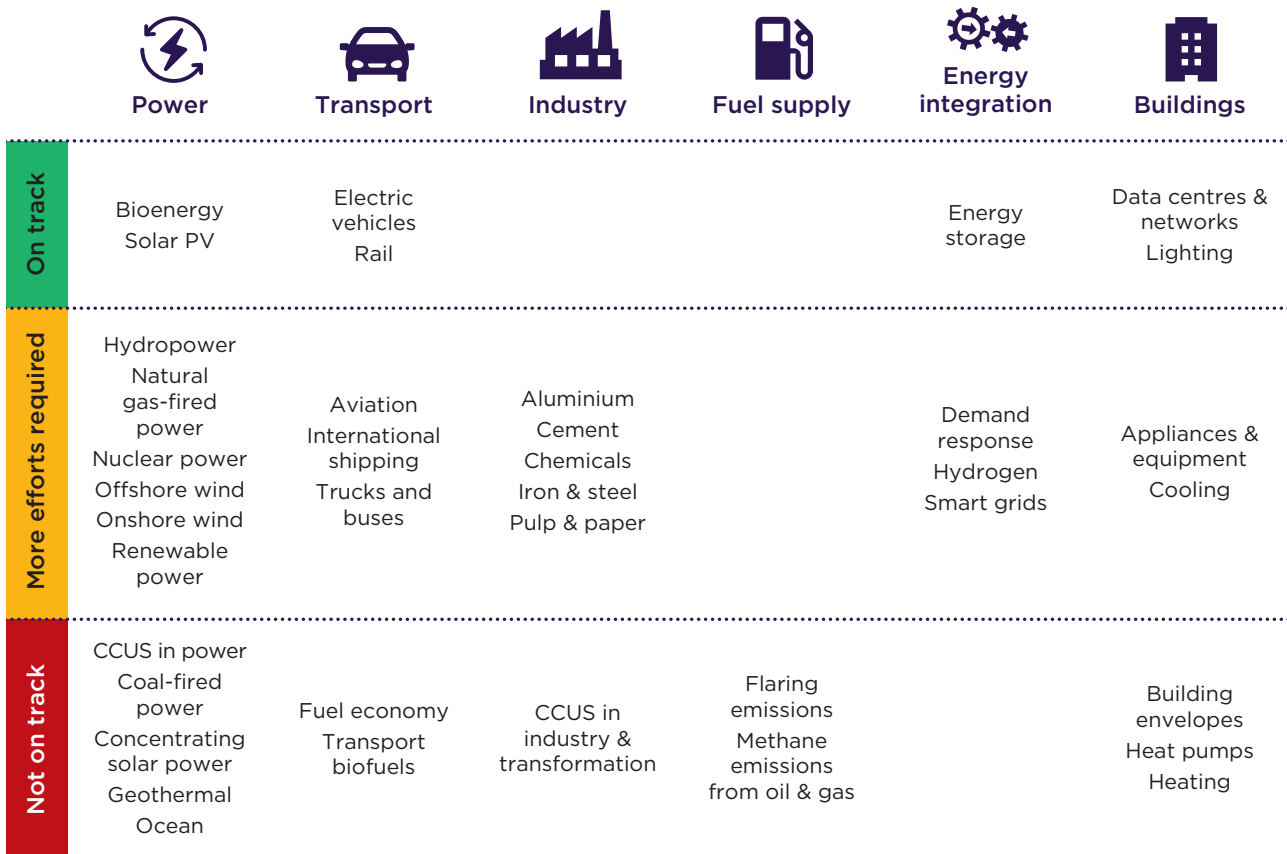 Power
Transport
Industry
Fuel supply
Energy
integration
Buildings
On track
Bioenergy
Solar PV
Electric
vehicles
Rail
Energy
storage
Data centres &
networks
Lighting
More efforts required
Hydropower
Natural
gas-fired
power
Nuclear power
Offshore wind
Onshore wind
Renewable
power
Aviation
International
shipping
Trucks and
buses
Aluminium
Cement
Chemicals
Iron & steel
Pulp & paper
Demand
response
Hydrogen
Smart grids
Appliances &
equipment
Cooling
Not on track
CCUS in power
Coal-fired
power
Concentrating
solar power
Geothermal
Ocean
Fuel economy
Transport
biofuels
CCUS in
industry &
transformation
Flaring
emissions
Methane
emissions
from oil & gas
Building
envelopes
Heat pumps
Heating